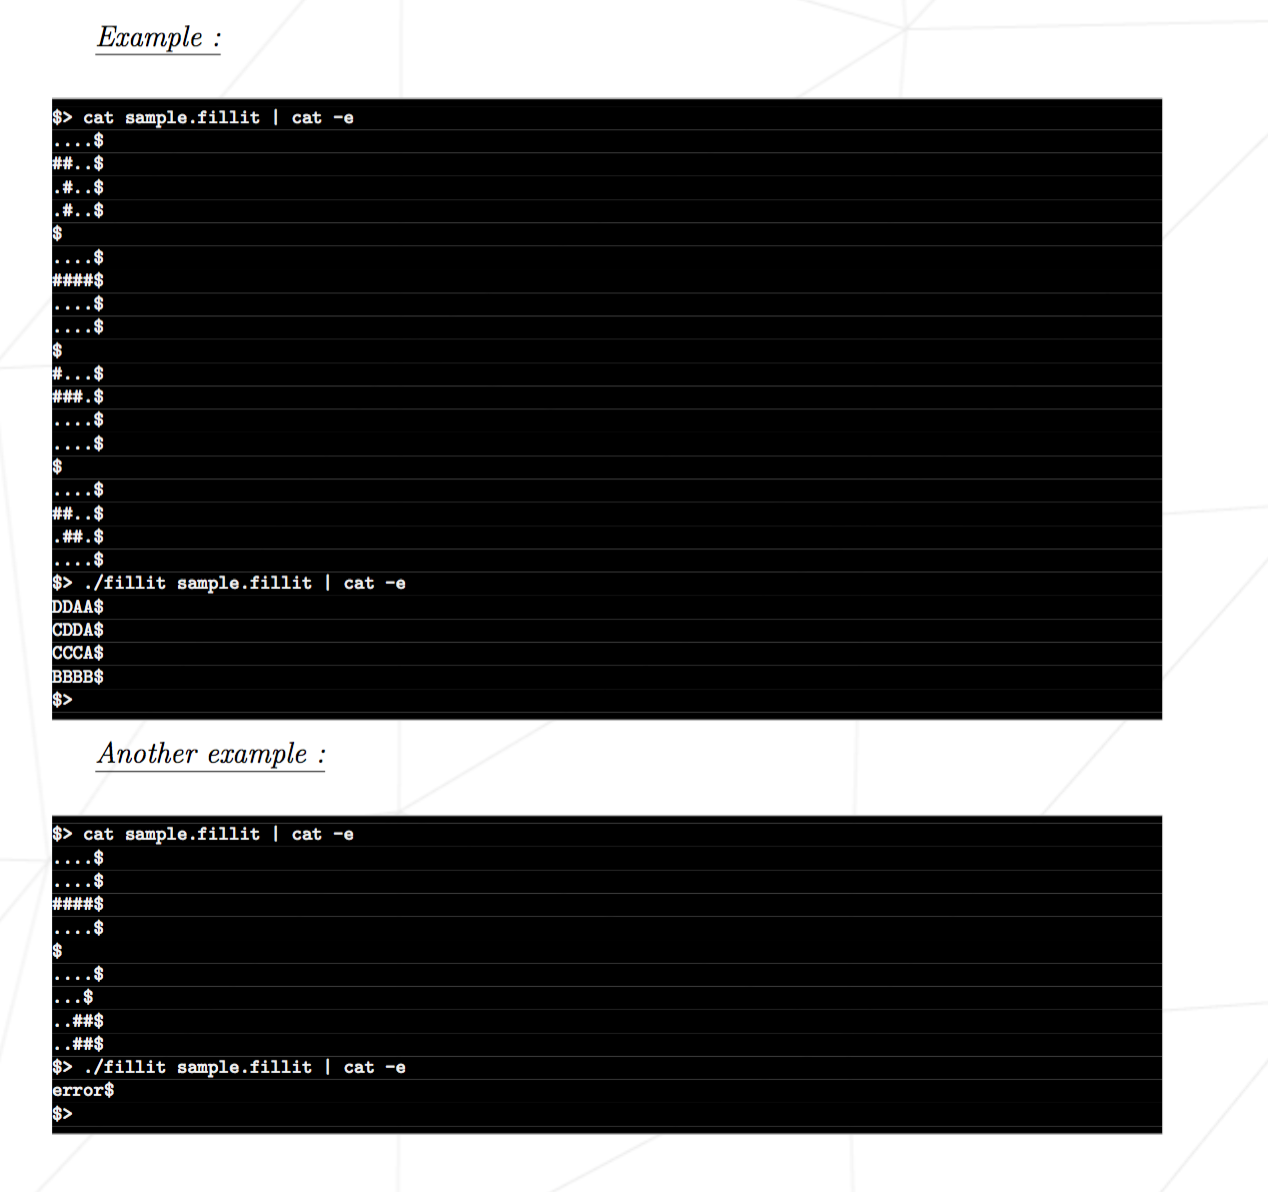 Example :
$> cat sample.fillit | cat -e
....$
##..$
.#..$
.#..$
$
....$
####$
....$
....$
$
#...$
###.$
....$
....$
$
....$
##..$
.##.$
....$
$> ./fillit sample.fillit | cat -e
DDAA$
CDDA$
CCCA$
BBBB$
$>
Another example :
$> cat sample.fillit | cat -e
....$
....$
####$
....$
$
....$
...$
..##$
..##$
$> ./fillit sample.fillit | cat -e
error$
$>